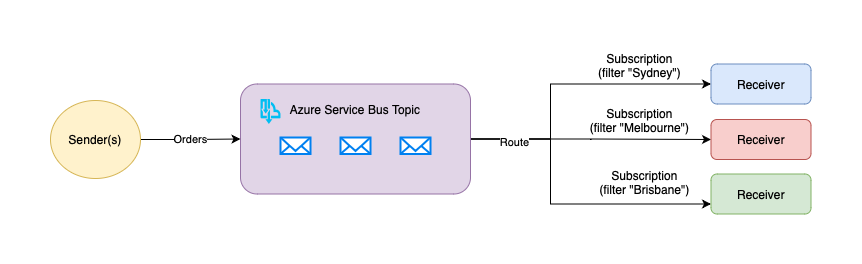 Sender(s)
Orders
Azure Service Bus Topic
Route
Subscription
(filter "Sydney")
Receiver
Subscription
(filter "Melbourne")
Receiver
Subscription
(filter "Brisbane")
Receiver